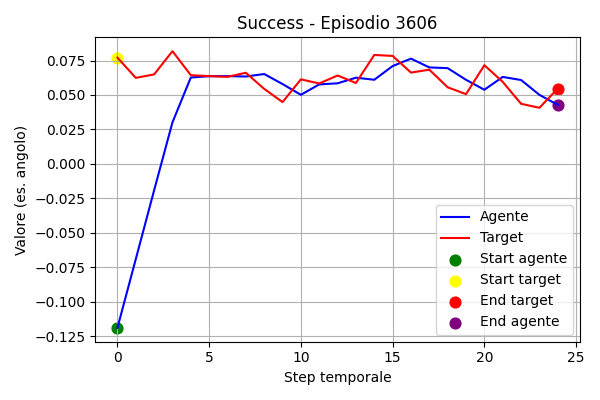 Success - Episodio 3606
Valore (es. angolo)
0.075
0.050
0.025
0.000
−0.025
−0.050
−0.075
−0.100
−0.125
Agente
Target
Start agente
Start target
End target
End agente
0 5 10 15 20 25
Step temporale